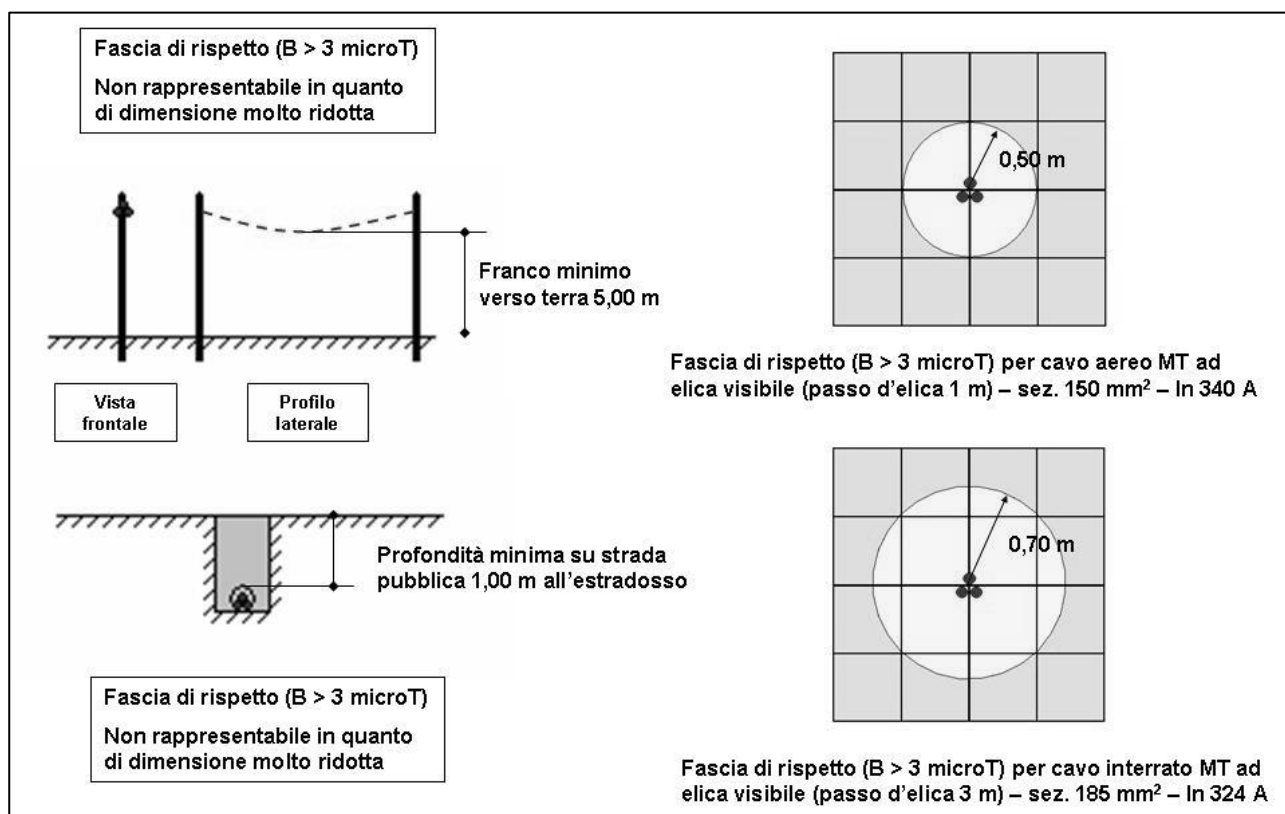 Fascia di rispetto (B > 3 microT)
Non rappresentabile in quanto
di dimensione molto ridotta
0,50 m
Franco minimo
verso terra 5,00 m
Fascia di rispetto (B > 3 microT) per cavo aereo MT ad
elica visibile (passo d'elica 1 m) – sez. 150 mm² – In 340 A
Vista
frontale
Profilo
laterale
Profondità minima su strada
pubblica 1,00 m all'estradosso
0,70 m
Fascia di rispetto (B > 3 microT)
Non rappresentabile in quanto
di dimensione molto ridotta
Fascia di rispetto (B > 3 microT) per cavo interrato MT ad
elica visibile (passo d'elica 3 m) – sez. 185 mm² – In 324 A